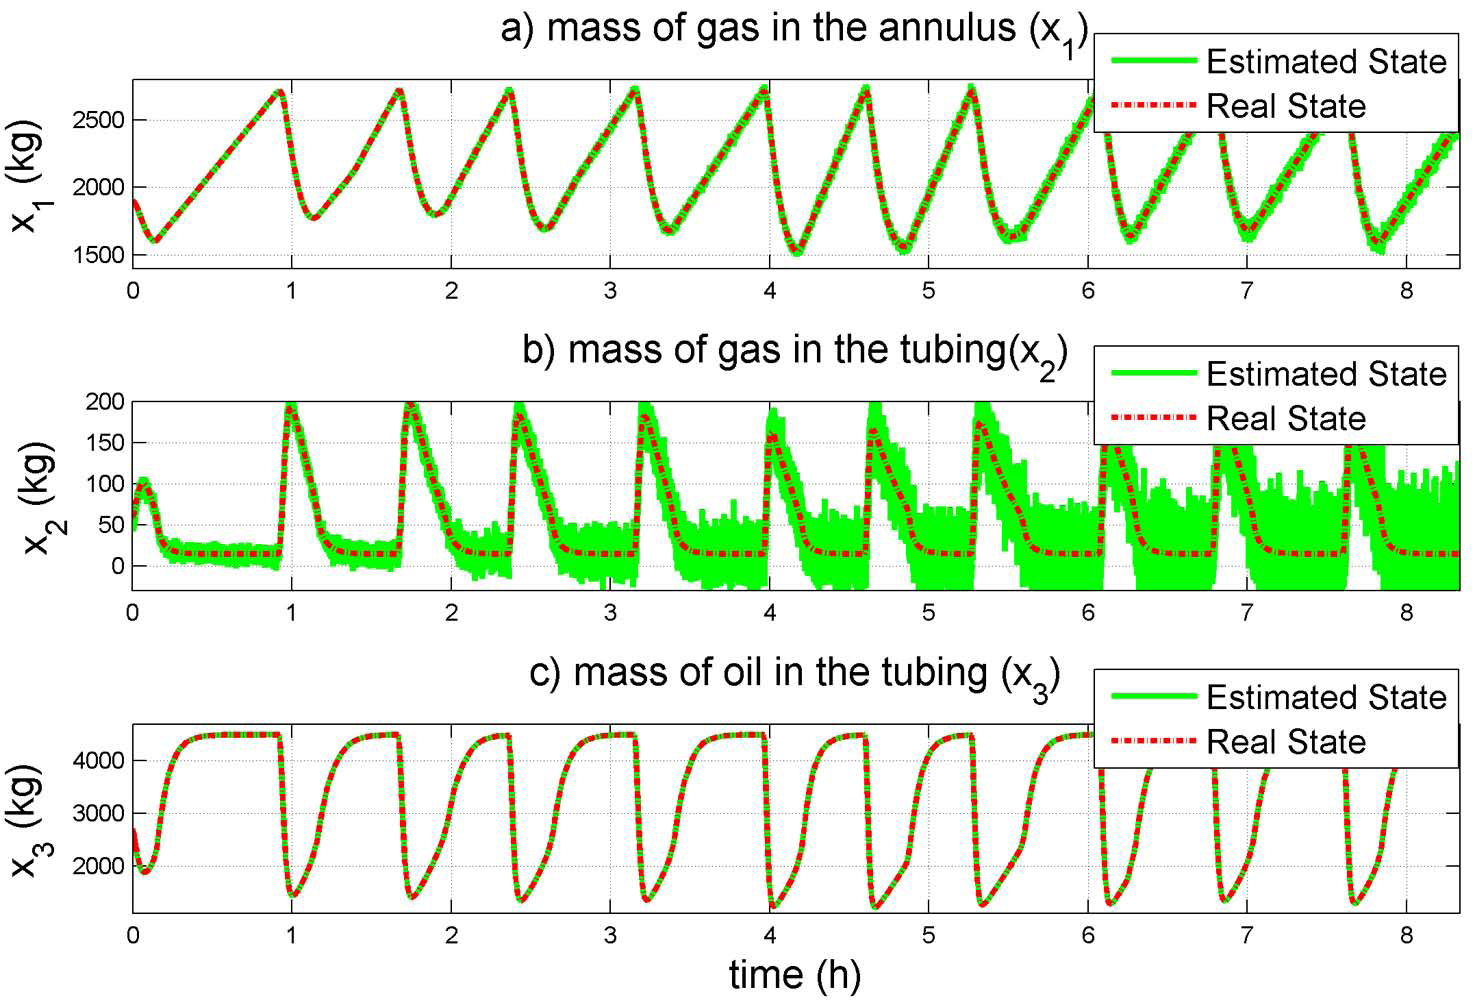 a) mass of gas in the annulus (x1)
Estimated State
Real State
x1 (kg)
2500
2000
1500
0 1 2 3 4 5 6 7 8
b) mass of gas in the tubing(x2)
Estimated State
Real State
x2 (kg)
200
150
100
50
0
0 1 2 3 4 5 6 7 8
c) mass of oil in the tubing (x3)
Estimated State
Real State
x3 (kg)
4000
3000
2000
0 1 2 3 4 5 6 7 8
time (h)